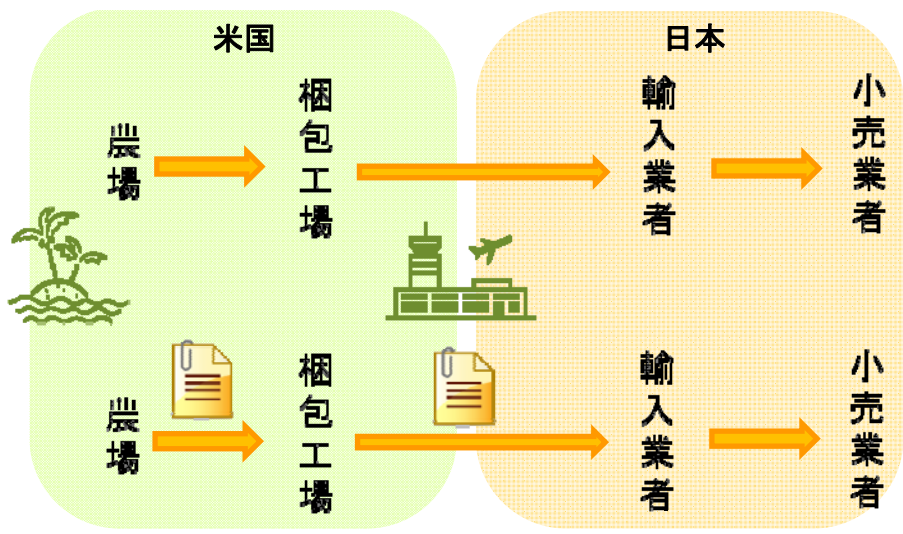 米国
日本
農場
梱包工場
輸入業者
小売業者
農場
梱包工場
輸入業者
小売業者